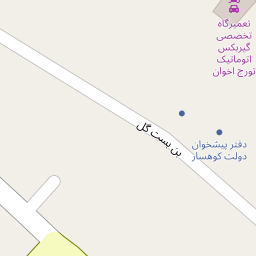 تعمیرگاه
تخصصی
گیربکس
اتوماتیک
تورج اخوان
بن بست گل
دفتر پیشخوان
دولت کوهسار